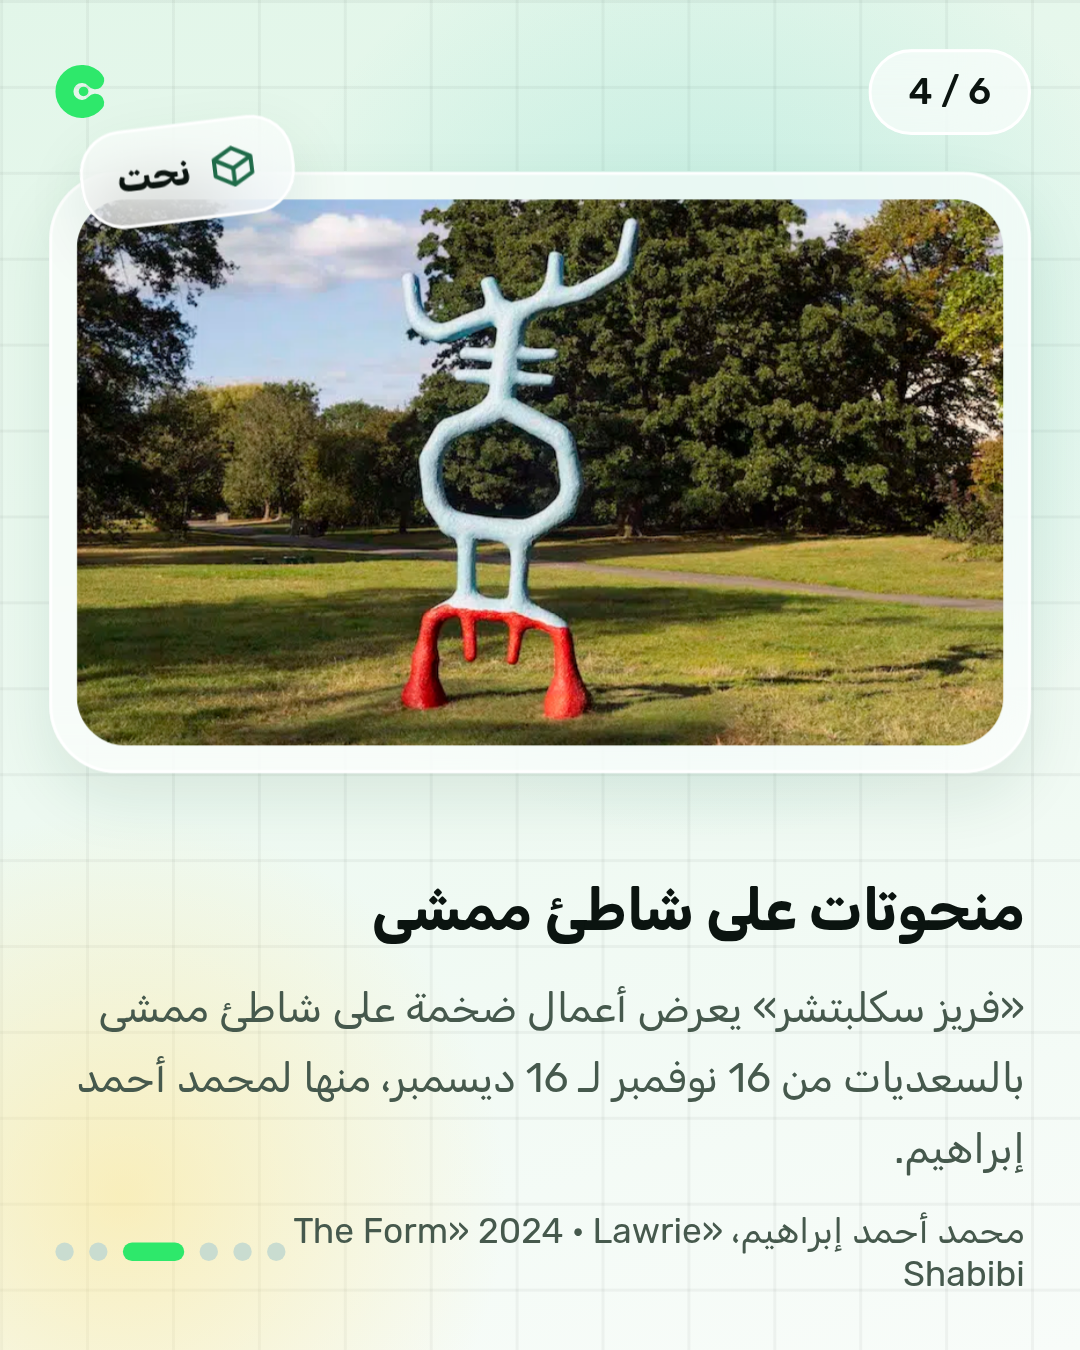 4 / 6
نحت
منحوتات على شاطئ ممشى
«فريز سكلبتشر» يعرض أعمال ضخمة على شاطئ ممشى
بالسعديات من 16 نوفمبر لـ 16 ديسمبر، منها لمحمد أحمد
إبراهيم.
محمد أحمد إبراهيم، «The Form» 2024 • Lawrie
Shabibi